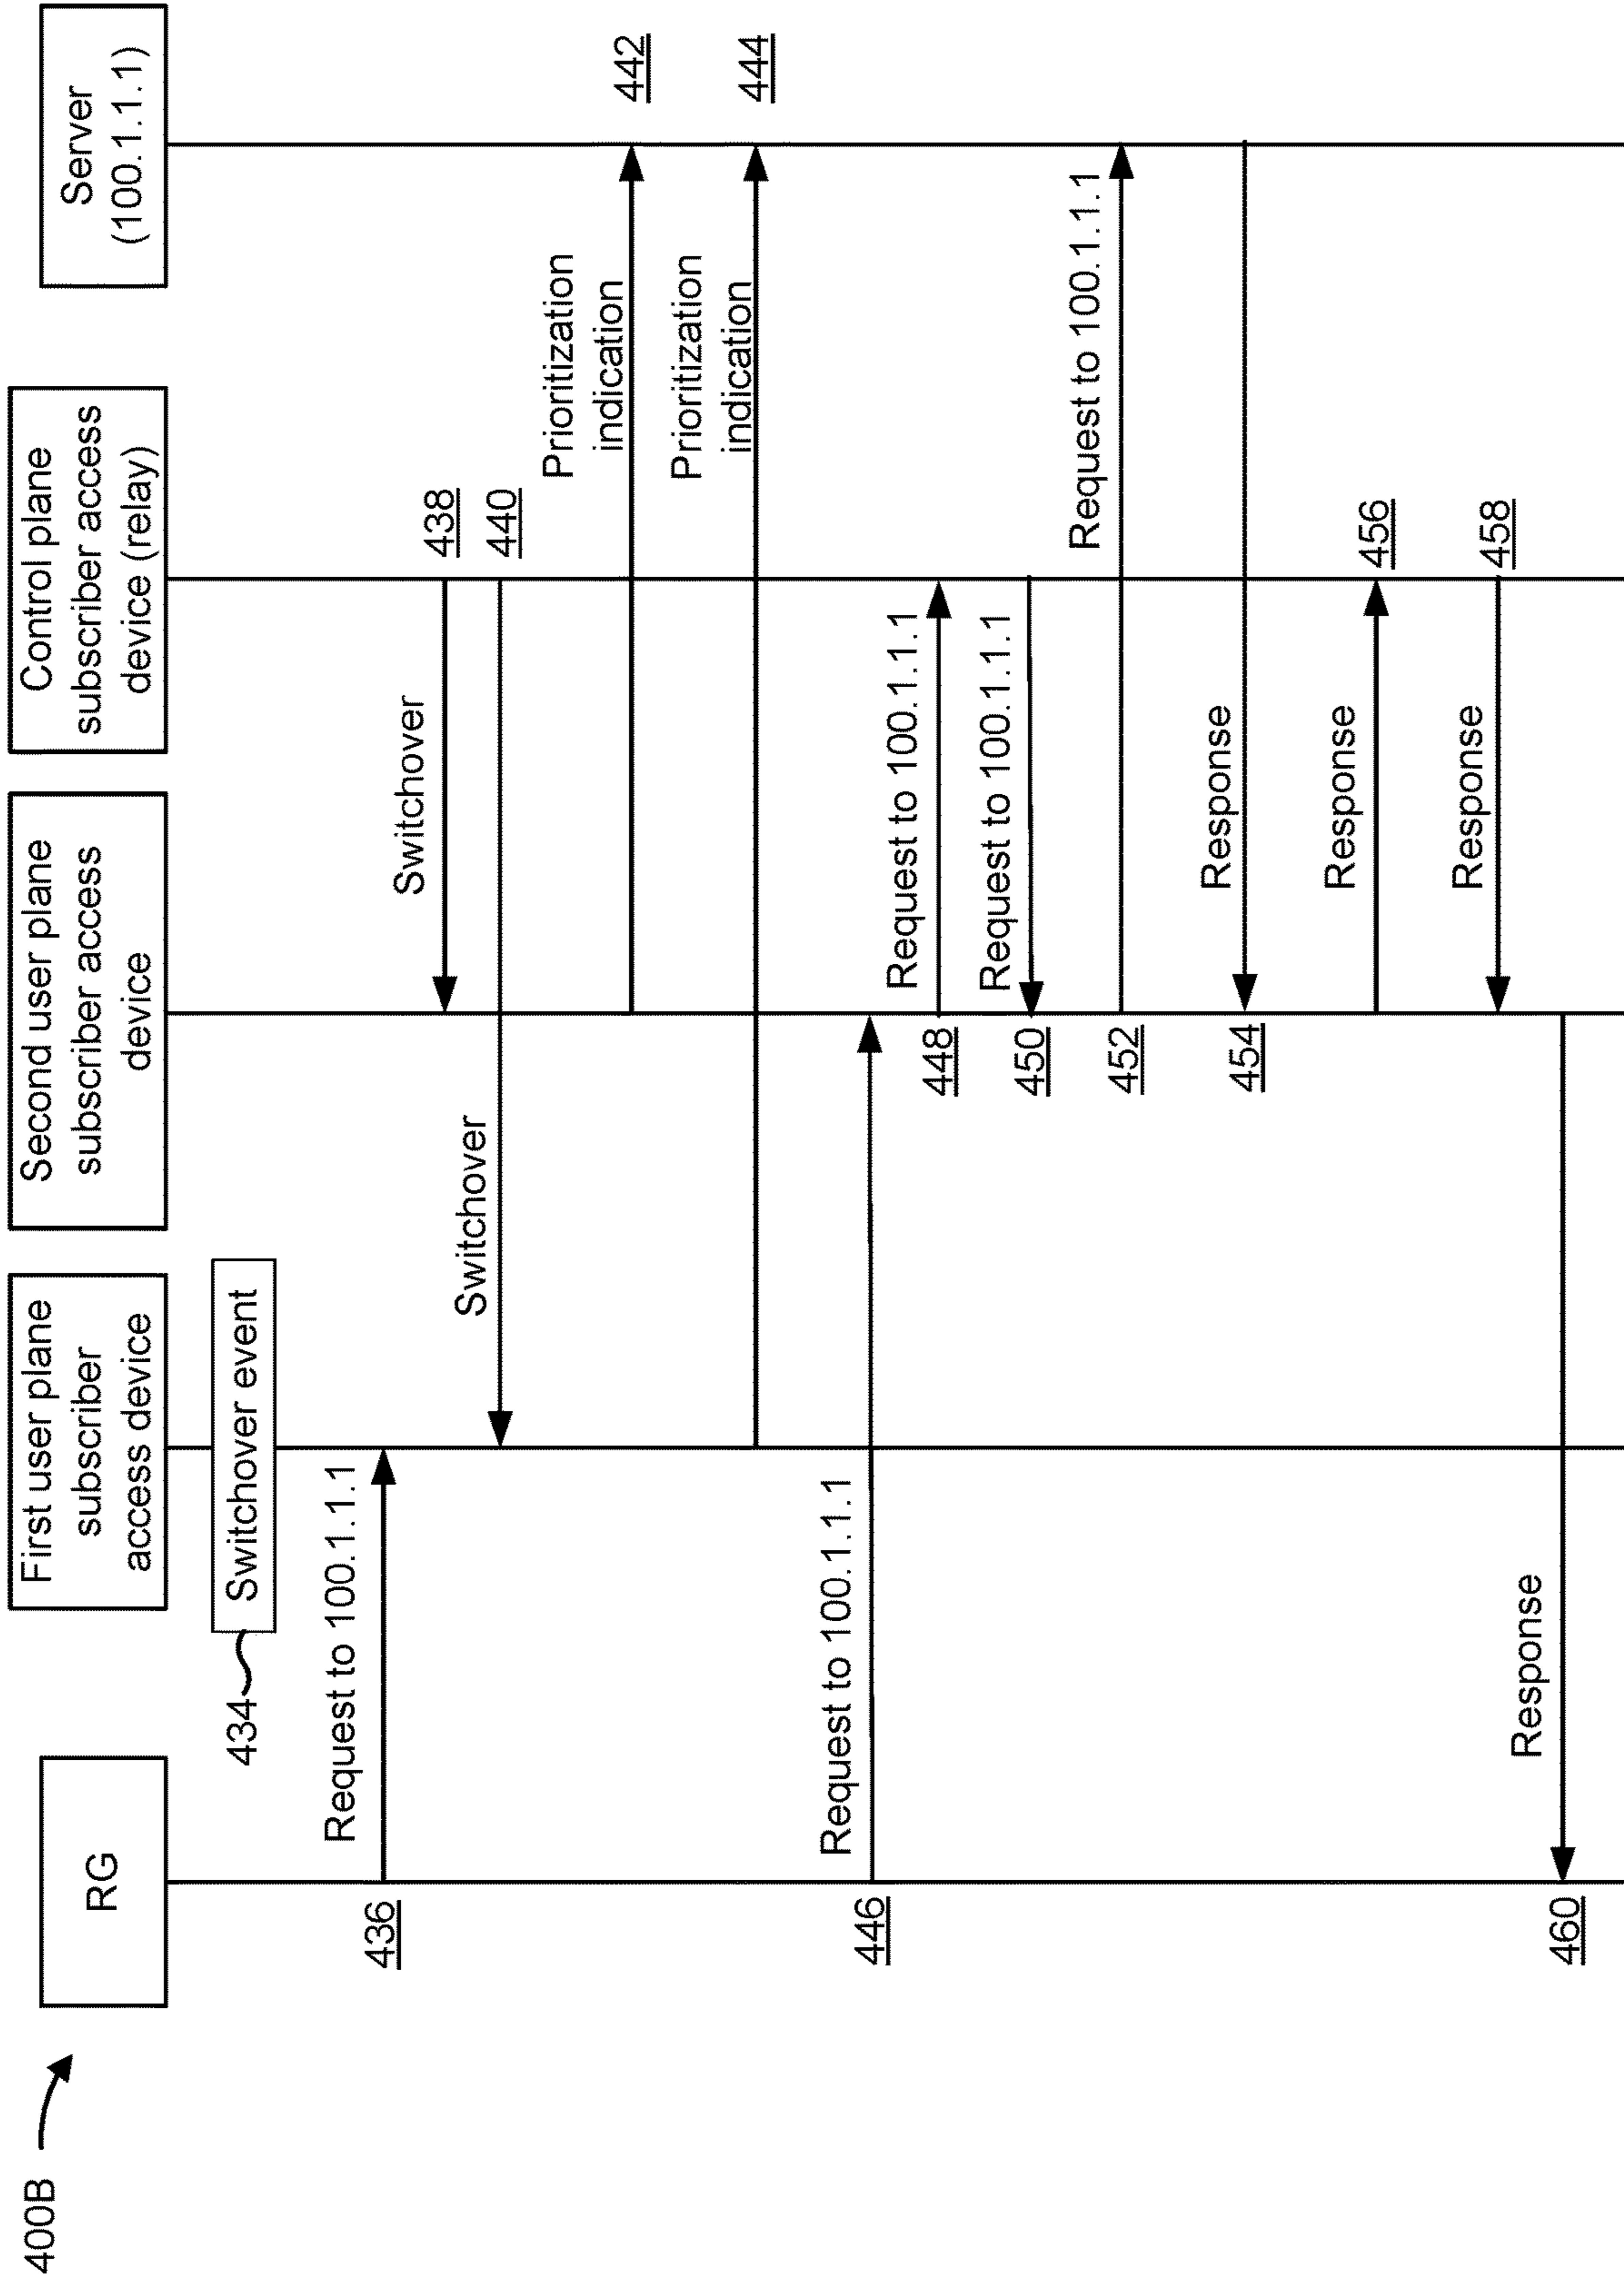 400B
RG
First user plane
subscriber
access device
Second user plane
subscriber access
device
Control plane
subscriber access
device (relay)
Server
(100.1.1.1)
434
Switchover event
Request to 100.1.1.1
436
Switchover
438
Switchover
440
Prioritization
indication
442
Prioritization
indication
444
Request to 100.1.1.1
446
Request to 100.1.1.1
448
Request to 100.1.1.1
450
Request to 100.1.1.1
452
Response
454
Response
456
Response
458
Response
460